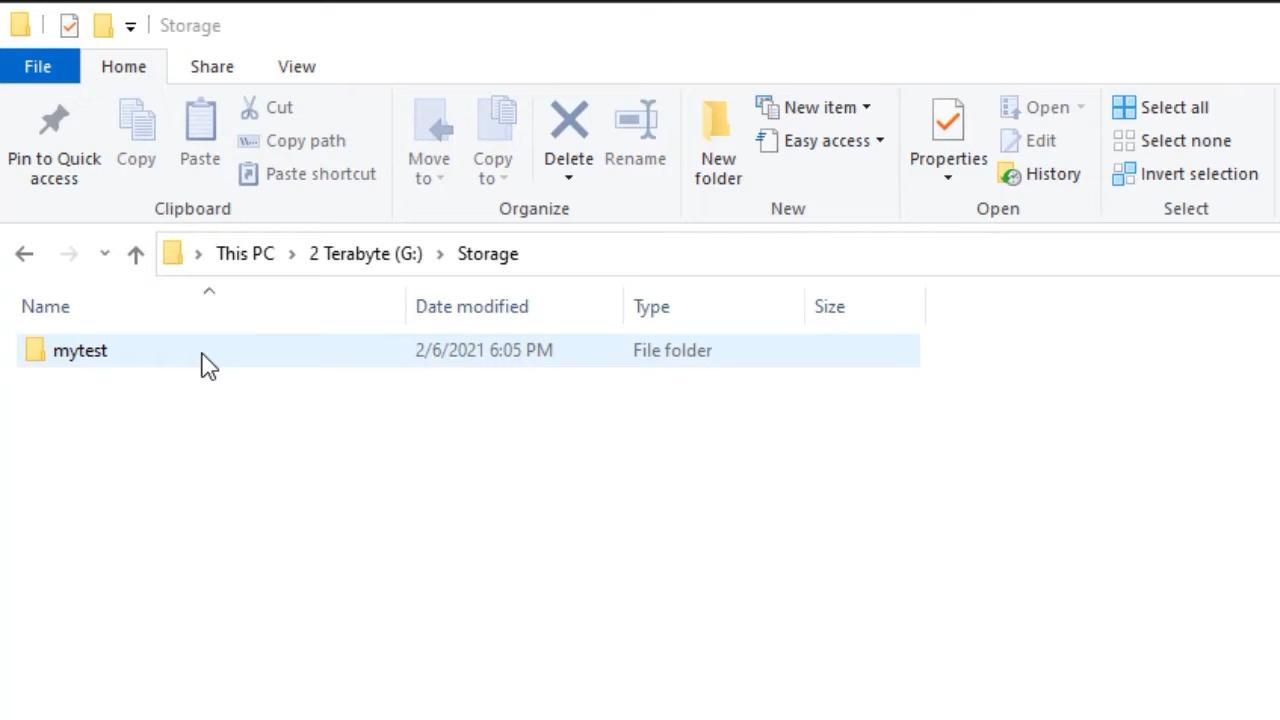 Storage
File Home Share View
Pin to Quick access
Copy
Paste
Cut
Copy path
Paste shortcut
Clipboard
Move to
Copy to
Delete
Rename
Organize
New folder
New item
Easy access
New
Properties
Open
Edit
History
Open
Select all
Select none
Invert selection
Select
This PC > 2 Terabyte (G:) > Storage
Name Date modified Type Size
mytest 2/6/2021 6:05 PM File folder